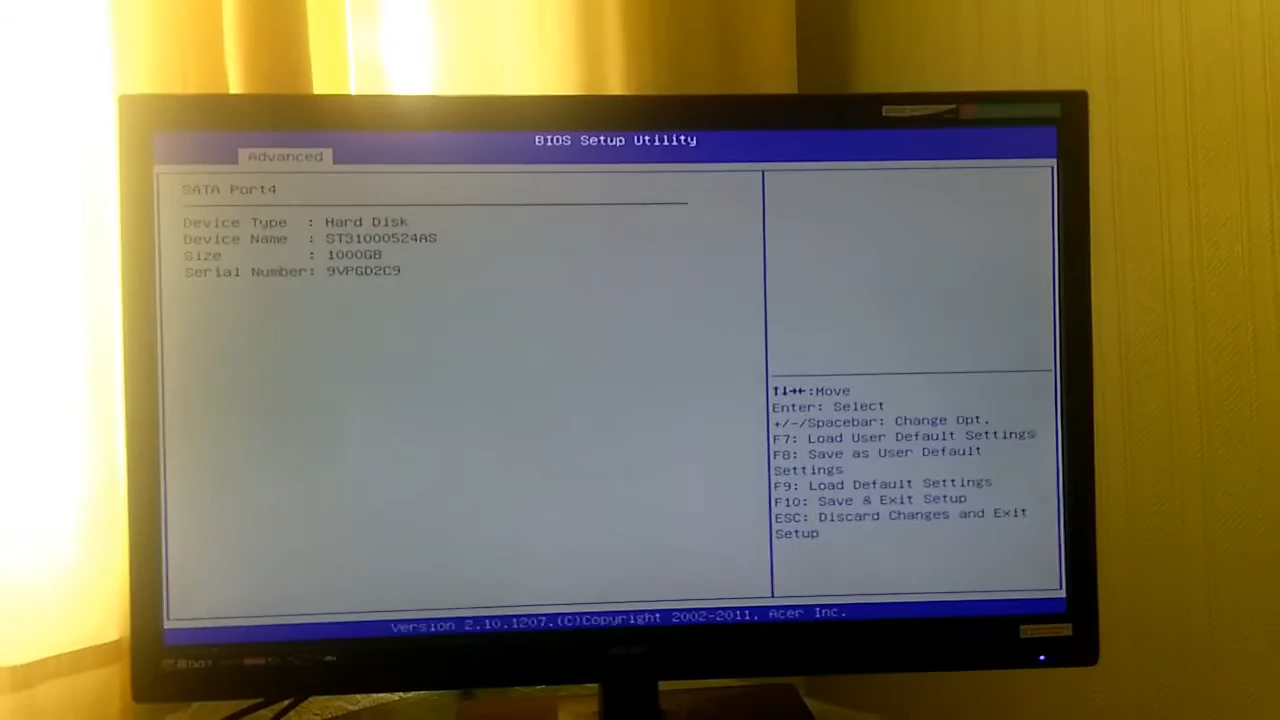 BIOS Setup Utility
Advanced
SATA Port4
Device Type : Hard Disk
Device Name : ST31000524AS
Size : 1000GB
Serial Number: 9VPGD2C9
↑↓→←:Move
Enter: Select
+/-/Spacebar: Change Opt.
F7: Load User Default Settings
F8: Save as User Default
Settings
F9: Load Default Settings
F10: Save & Exit Setup
ESC: Discard Changes and Exit
Setup
Version 2.10.1207.(C)Copyright 2002-2011, Acer Inc.